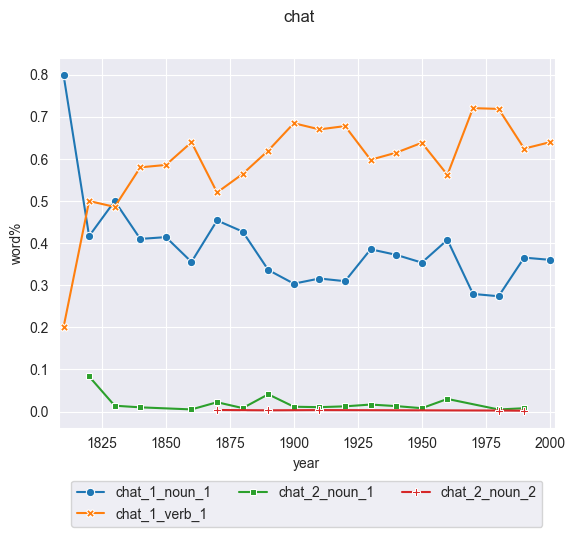 chat
word%
0.8
0.7
0.6
0.5
0.4
0.3
0.2
0.1
0.0
1825 1850 1875 1900 1925 1950 1975 2000
year
chat_1_noun_1 chat_2_noun_1 chat_2_noun_2
chat_1_verb_1